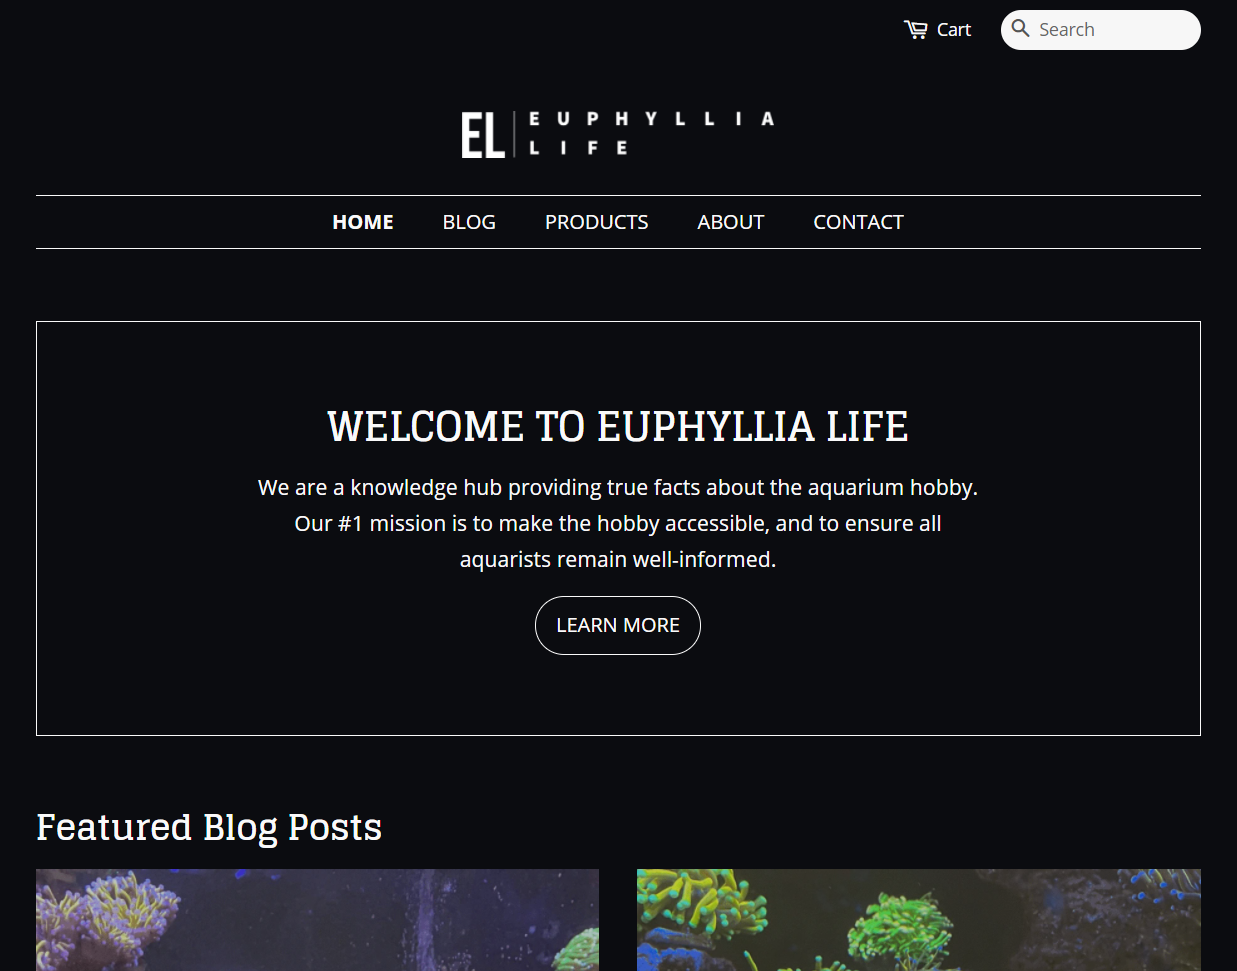 Cart
Search
EL
EUPHYLLIA
LIFE
HOME BLOG PRODUCTS ABOUT CONTACT
WELCOME TO EUPHYLLIA LIFE
We are a knowledge hub providing true facts about the aquarium hobby.
Our #1 mission is to make the hobby accessible, and to ensure all
aquarists remain well-informed.
LEARN MORE
Featured Blog Posts